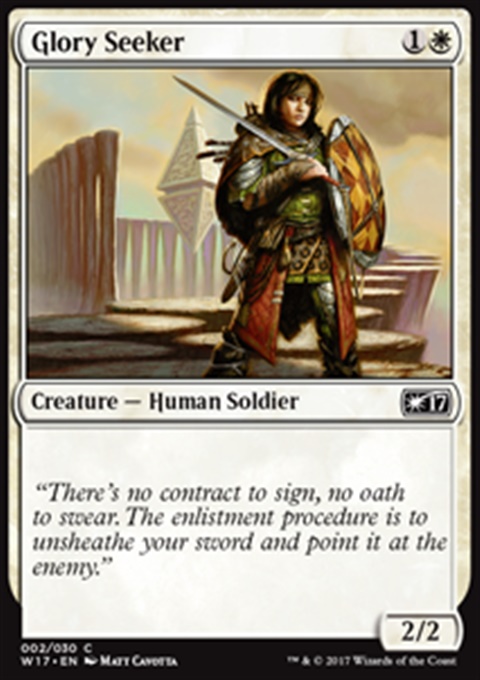 Glory Seeker 1
Creature — Human Soldier 17
“There's no contract to sign, no oath
to swear. The enlistment procedure is to
unsheathe your sword and point it at the
enemy.”
2/2
002/030 C
W17 • EN Matt Cavotta ™ & © 2017 Wizards of the Coast